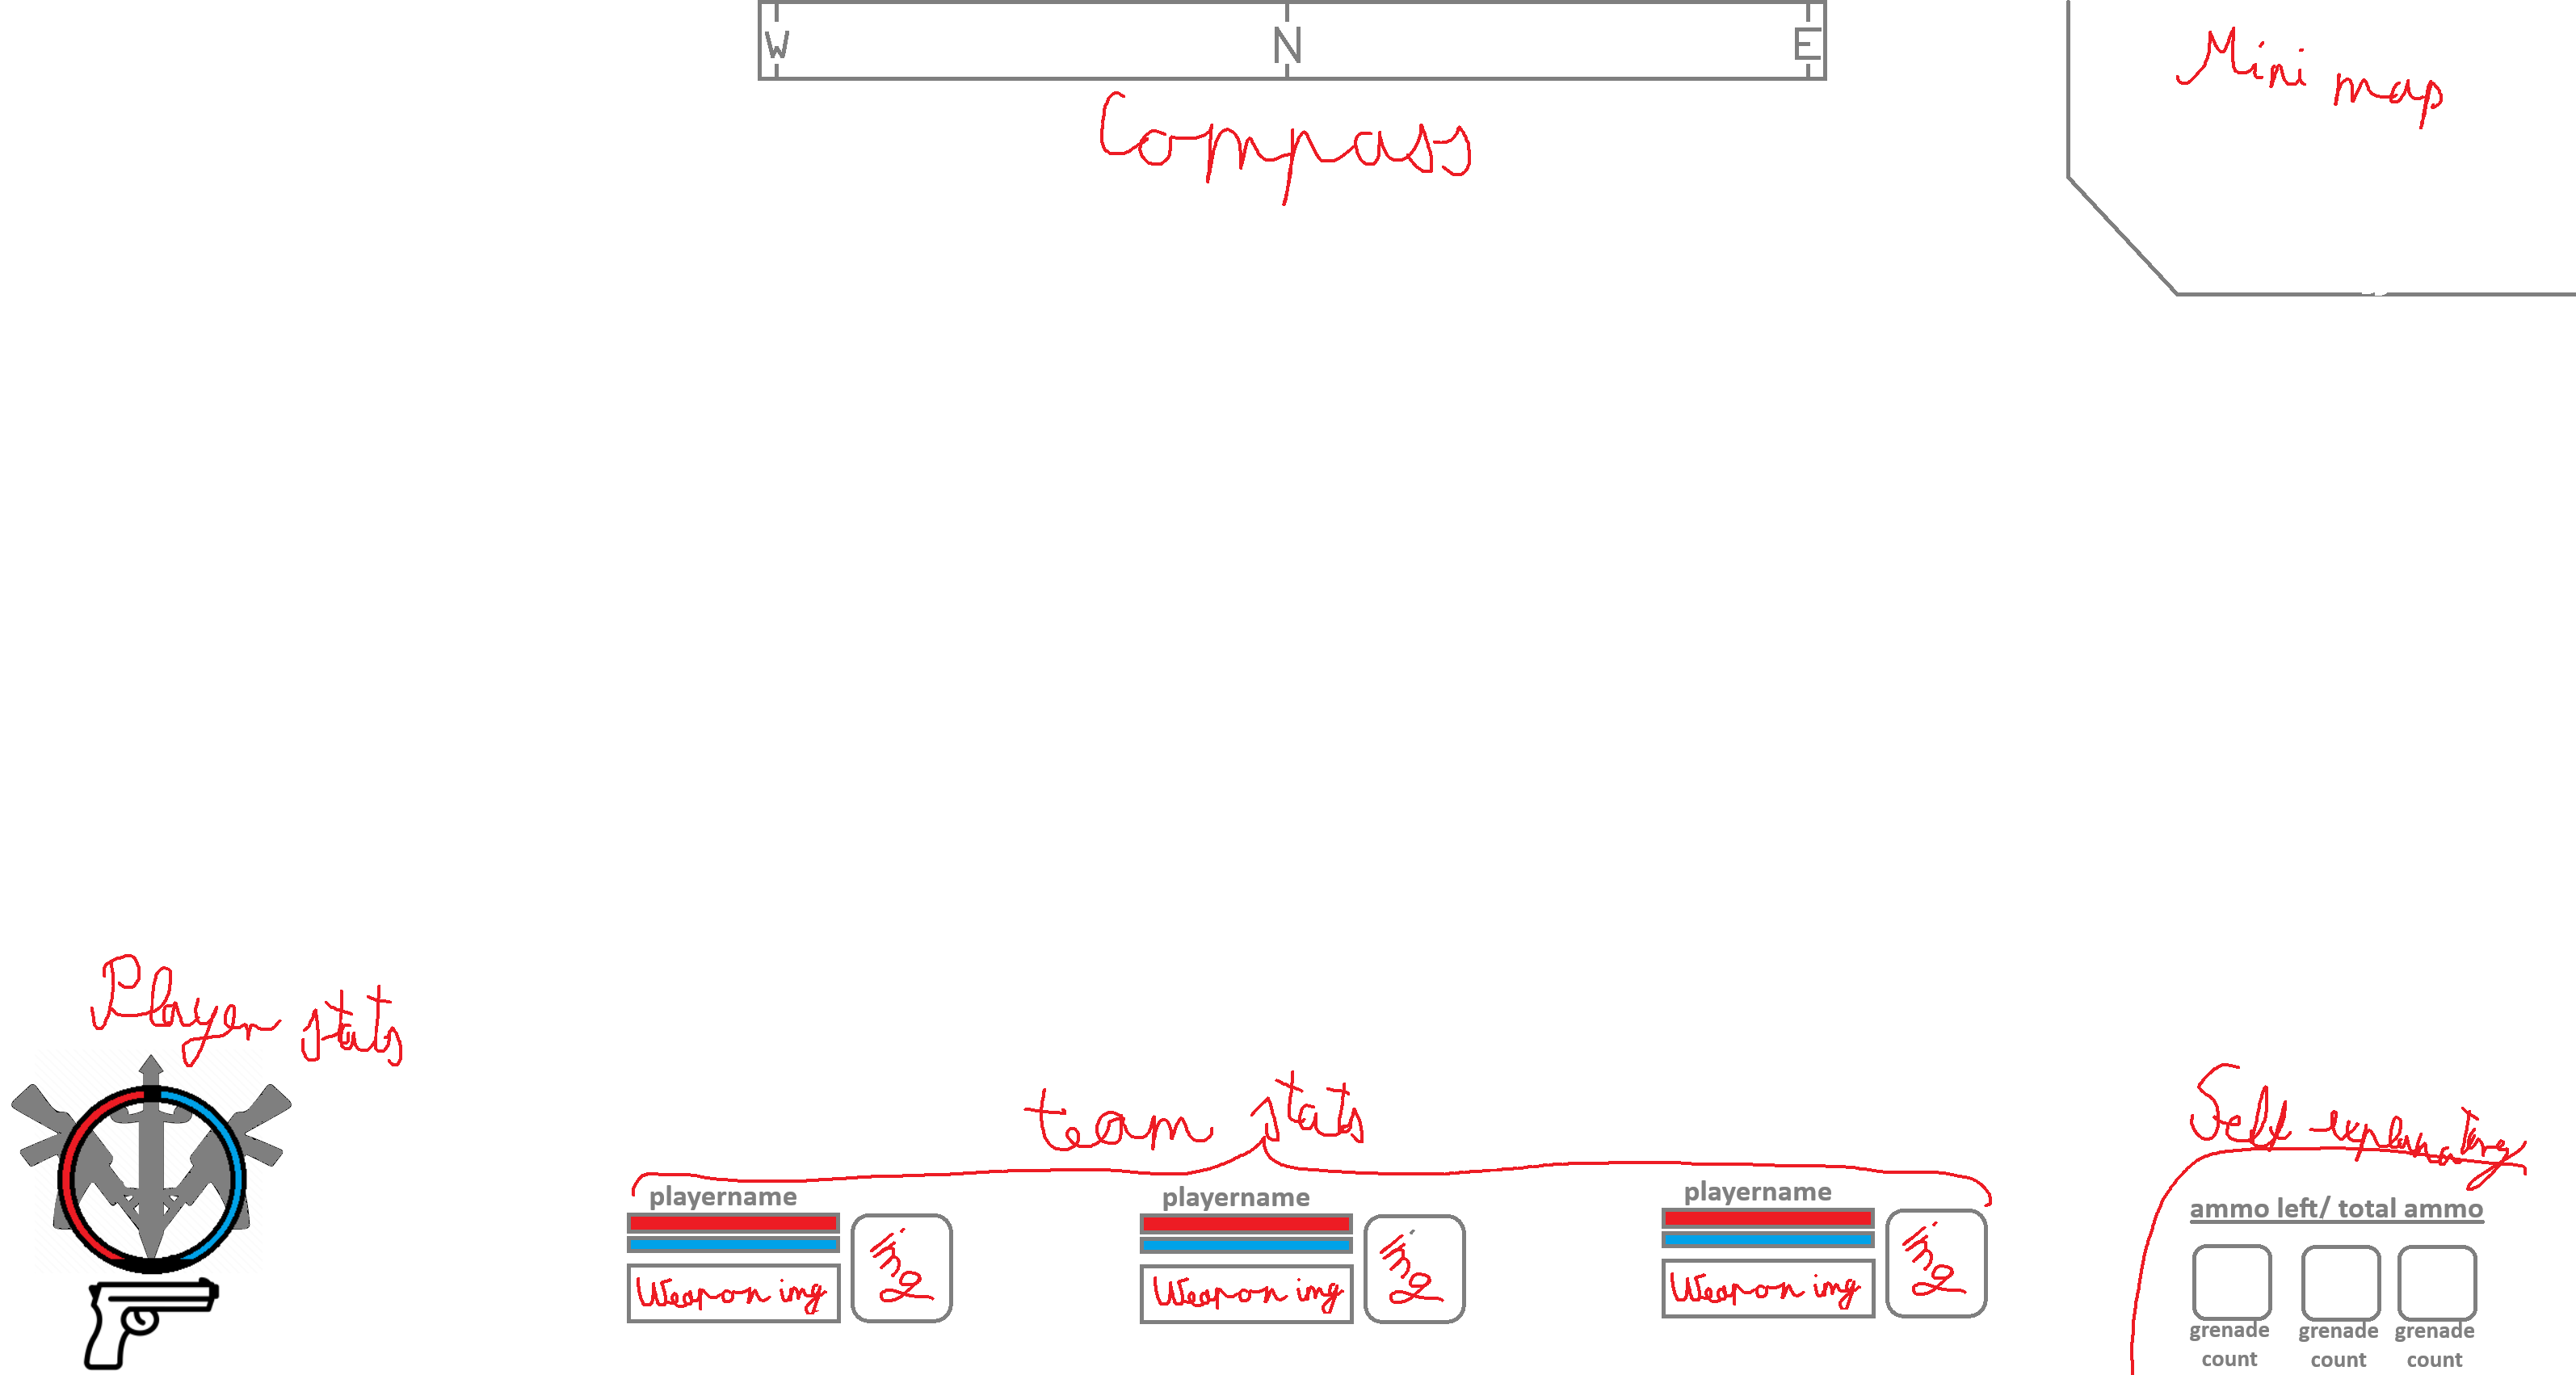 W N E
Compass
Mini map
Player stats
team stats
Self explanatory
playername
Weapon img
img
playername
Weapon img
img
playername
Weapon img
img
ammo left/ total ammo
grenade count
grenade count
grenade count